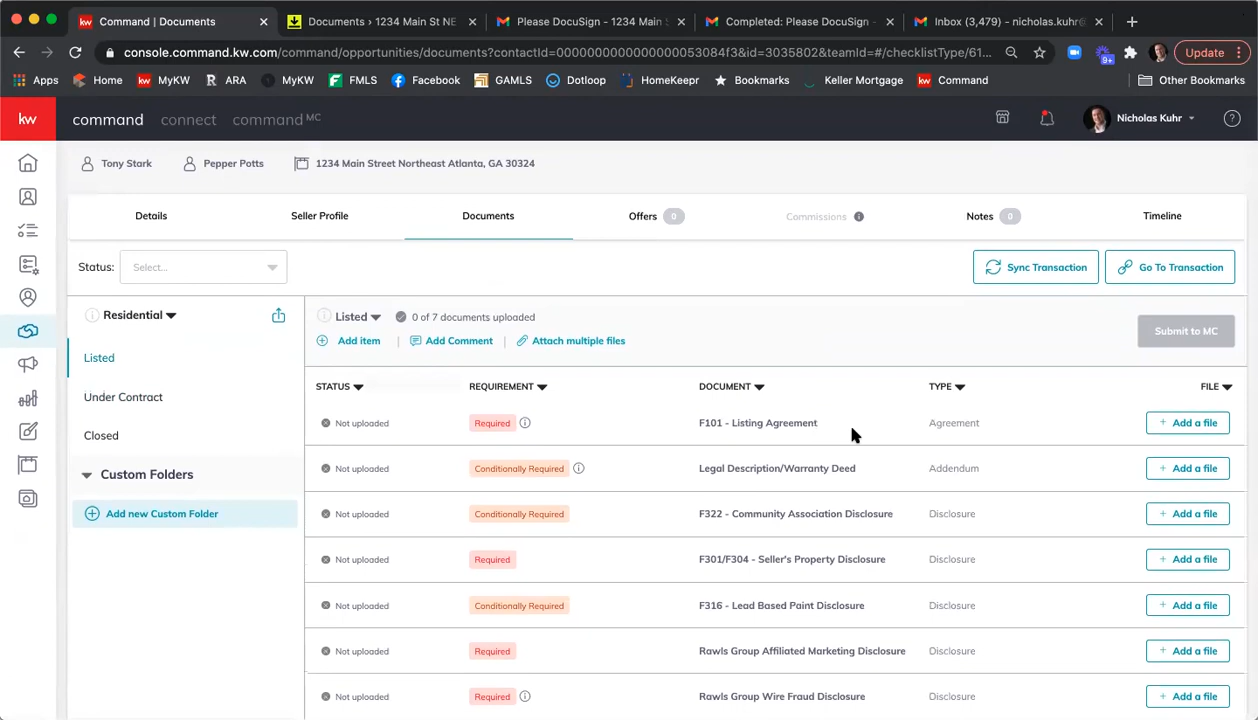 Command | Documents
Documents › 1234 Main St NE
Please DocuSign - 1234 Main
Completed: Please DocuSign -
Inbox (3,479) - nicholas.kuhr@
console.command.kw.com/command/opportunities/documents?contactId=0000000000000000053084f3&id=3035802&teamId=#/checklistType/61...
9+
Update
Apps
Home
kw MyKW
R ARA
MyKW
FMLS
Facebook
GAMLS
Dotloop
HomeKeepr
Bookmarks
Keller Mortgage
kw Command
Other Bookmarks
kw
command
connect
command MC
Nicholas Kuhr
?
Tony Stark
Pepper Potts
1234 Main Street Northeast Atlanta, GA 30324
Details
Seller Profile
Documents
Offers 0
Commissions
Notes 0
Timeline
Status:
Select...
Sync Transaction
Go To Transaction
Residential
Listed
Under Contract
Closed
Custom Folders
Add new Custom Folder
Listed
0 of 7 documents uploaded
Add item
Add Comment
Attach multiple files
Submit to MC
STATUS REQUIREMENT DOCUMENT TYPE FILE
Not uploaded Required F101 - Listing Agreement Agreement + Add a file
Not uploaded Conditionally Required Legal Description/Warranty Deed Addendum + Add a file
Not uploaded Conditionally Required F322 - Community Association Disclosure Disclosure + Add a file
Not uploaded Required F301/F304 - Seller's Property Disclosure Disclosure + Add a file
Not uploaded Conditionally Required F316 - Lead Based Paint Disclosure Disclosure + Add a file
Not uploaded Required Rawls Group Affiliated Marketing Disclosure Disclosure + Add a file
Not uploaded Required Rawls Group Wire Fraud Disclosure Disclosure + Add a file